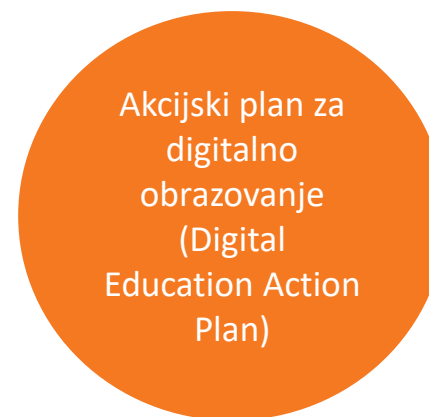 Akcijski plan za
digitalno
obrazovanje
(Digital
Education Action
Plan)